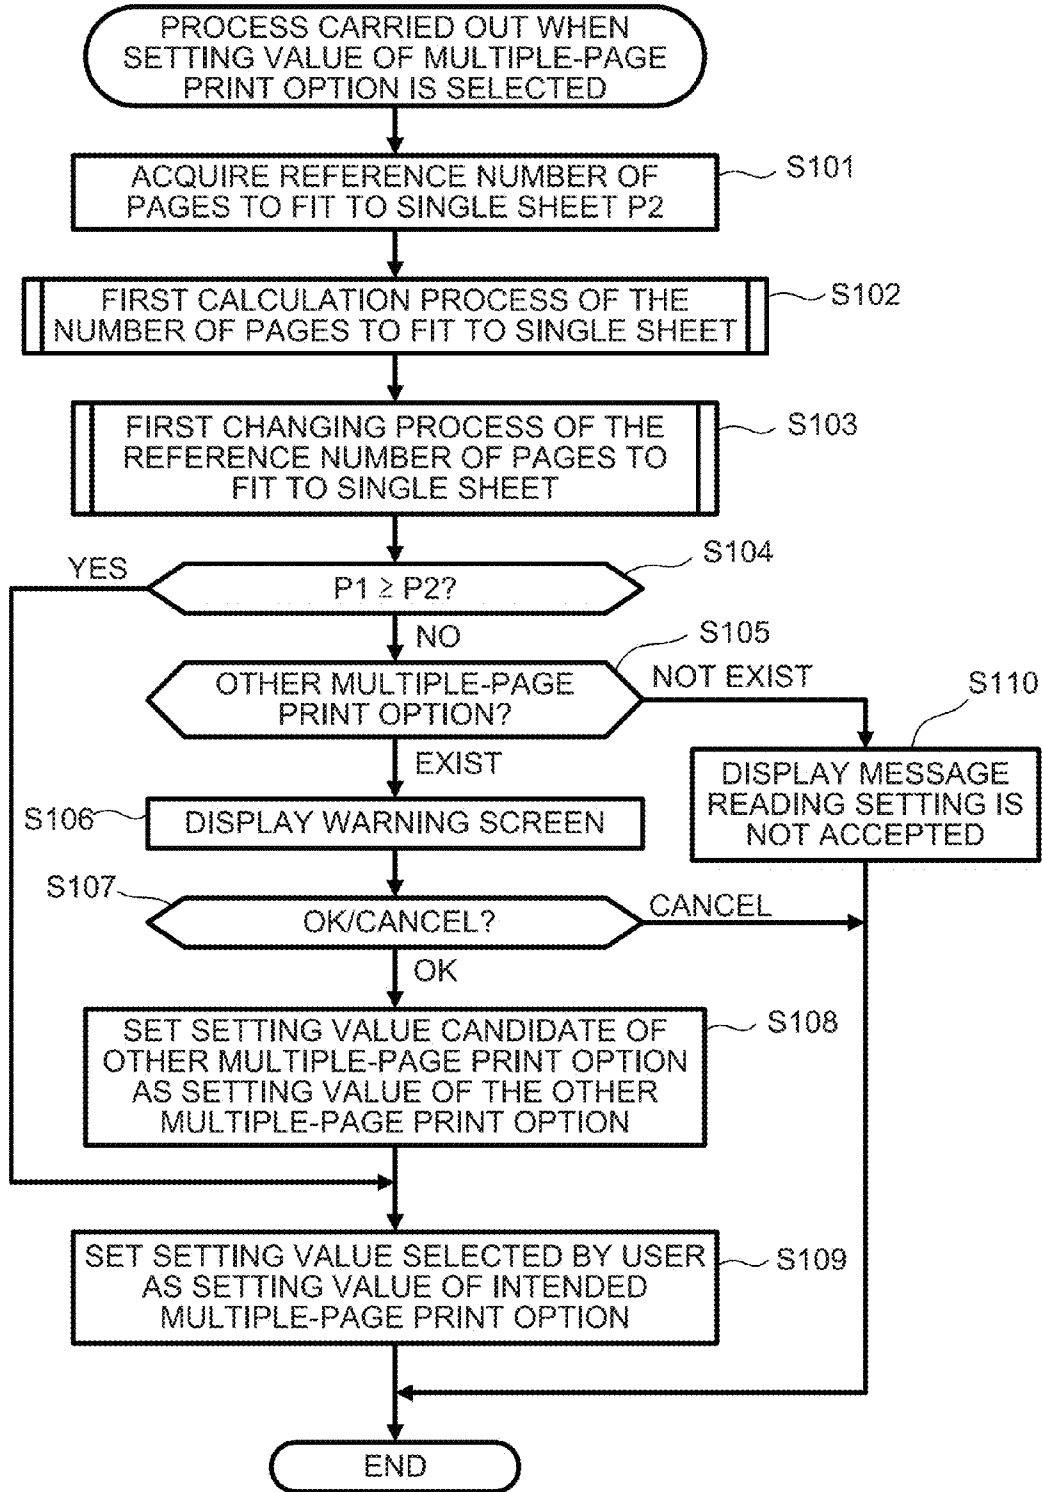 PROCESS CARRIED OUT WHEN
SETTING VALUE OF MULTIPLE-PAGE
PRINT OPTION IS SELECTED
S101
ACQUIRE REFERENCE NUMBER OF
PAGES TO FIT TO SINGLE SHEET P2
S102
FIRST CALCULATION PROCESS OF THE
NUMBER OF PAGES TO FIT TO SINGLE SHEET
S103
FIRST CHANGING PROCESS OF THE
REFERENCE NUMBER OF PAGES TO
FIT TO SINGLE SHEET
S104
YES
P1 ≥ P2?
NO
S105
OTHER MULTIPLE-PAGE
PRINT OPTION?
NOT EXIST
S110
EXIST
DISPLAY MESSAGE
READING SETTING IS
NOT ACCEPTED
S106
DISPLAY WARNING SCREEN
S107
OK/CANCEL?
CANCEL
OK
S108
SET SETTING VALUE CANDIDATE OF
OTHER MULTIPLE-PAGE PRINT OPTION
AS SETTING VALUE OF THE OTHER
MULTIPLE-PAGE PRINT OPTION
S109
SET SETTING VALUE SELECTED BY USER
AS SETTING VALUE OF INTENDED
MULTIPLE-PAGE PRINT OPTION
END